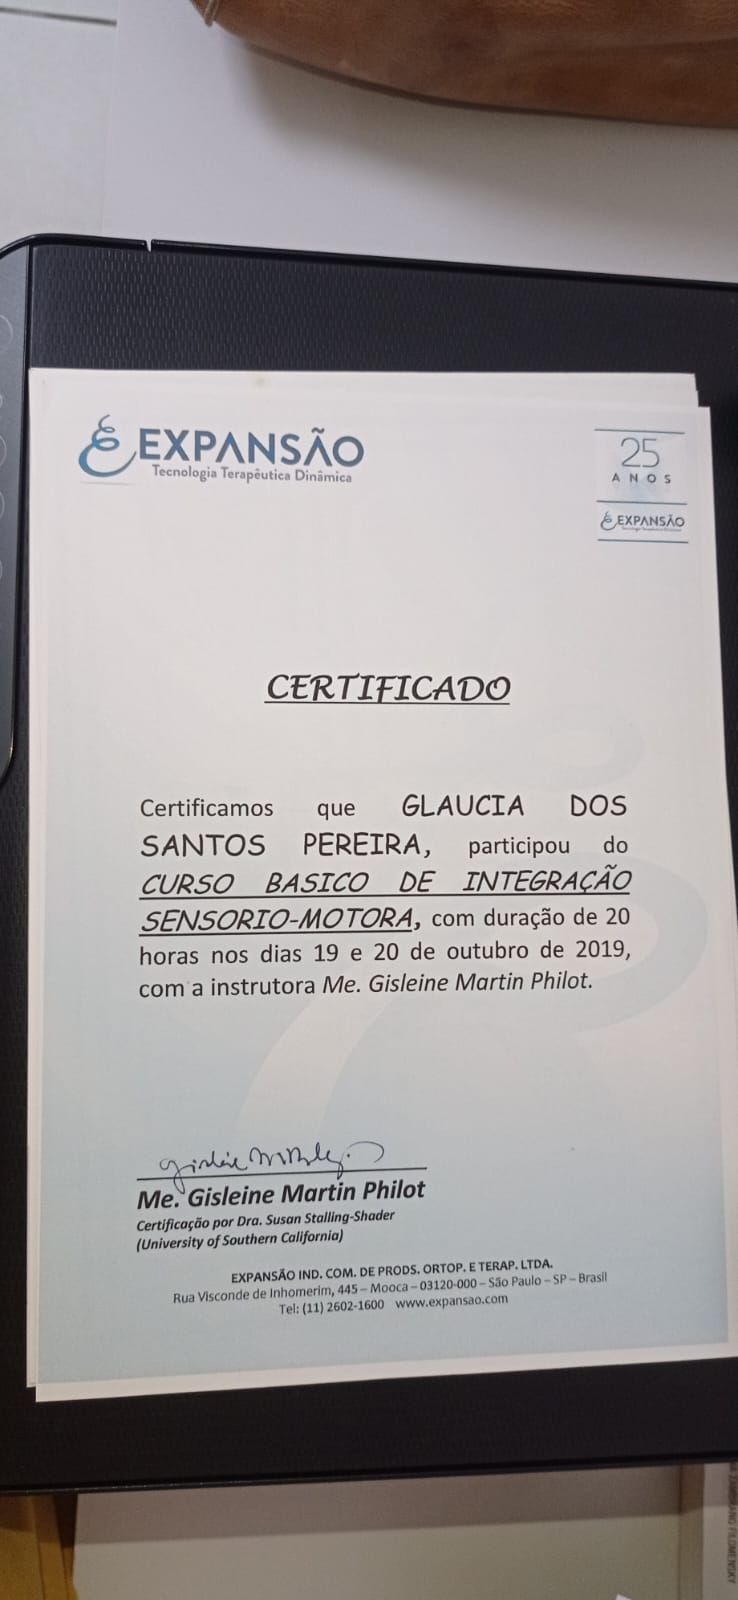 EXPANSÃO
Tecnologia Terapêutica Dinâmica
25
ANOS
EXPANSÃO
CERTIFICADO
Certificamos que GLAUCIA DOS
SANTOS PEREIRA, participou do
CURSO BASICO DE INTEGRAÇÃO
SENSORIO-MOTORA, com duração de 20
horas nos dias 19 e 20 de outubro de 2019,
com a instrutora Me. Gisleine Martin Philot.
Me. Gisleine Martin Philot
Certificação por Dra. Susan Stalling-Shader
(University of Southern California)
EXPANSÃO IND. COM. DE PRODS. ORTOP. E TERAP. LTDA.
Rua Visconde de Inhomerim, 445 – Mooca – 03120-000 – São Paulo – SP – Brasil
Tel: (11) 2602-1600 www.expansao.com